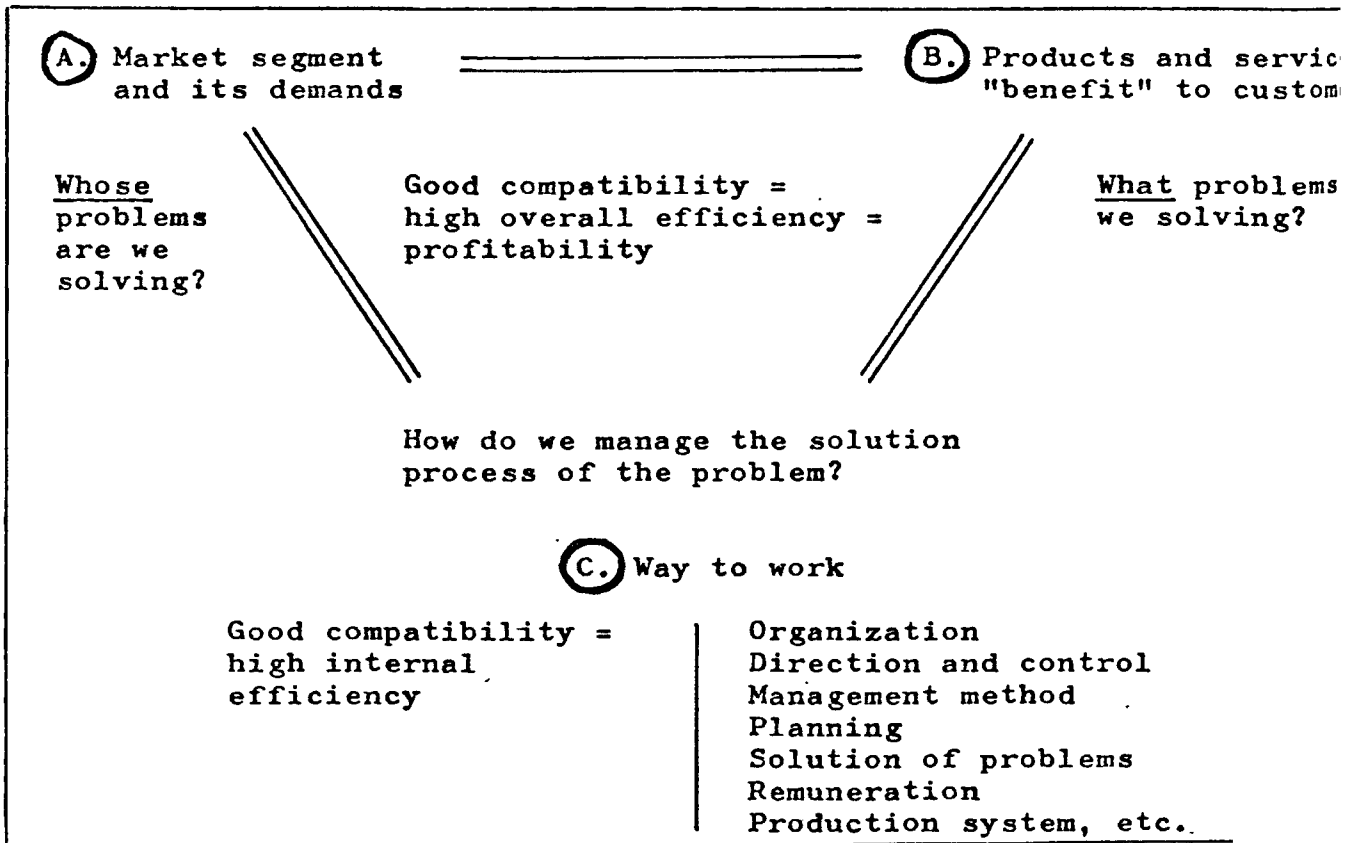 A. Market segment
and its demands
B. Products and servic
"benefit" to custom
Whose
problems
are we
solving?
Good compatibility =
high overall efficiency =
profitability
What problems
we solving?
How do we manage the solution
process of the problem?
C. Way to work
Good compatibility =
high internal
efficiency
Organization
Direction and control
Management method
Planning
Solution of problems
Remuneration
Production system, etc.